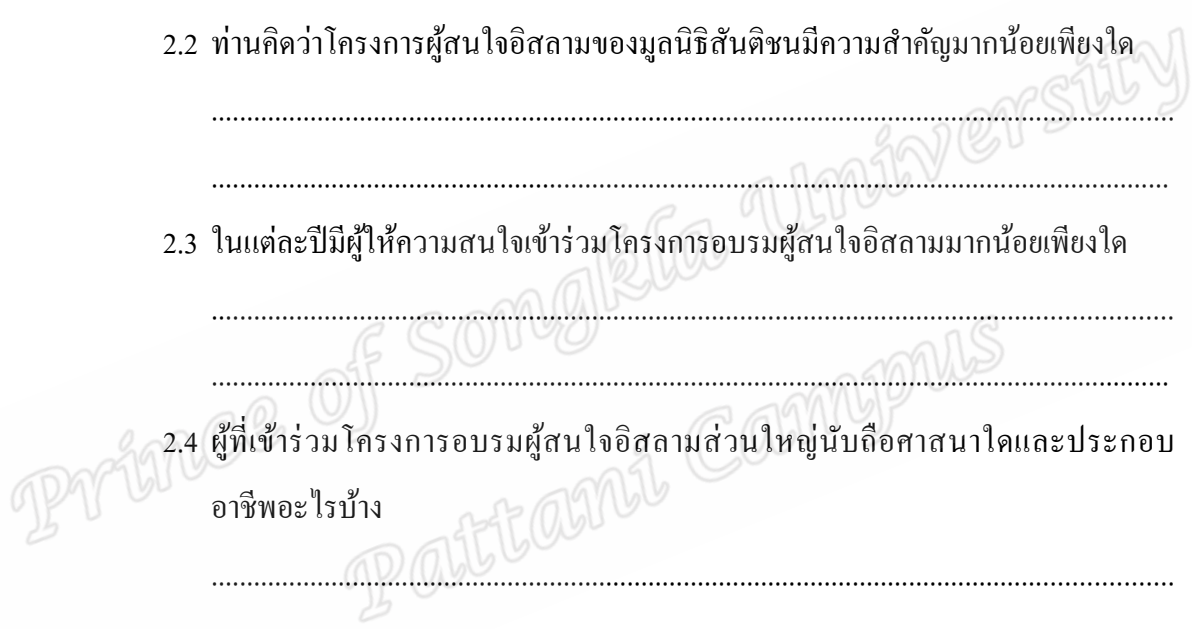 2.2 ท่านคิดว่าโครงการผู้สนใจอิสลามของมูลนิธิสันติชนมีความสำคัญมากน้อยเพียงใด
................................................................................................................................
................................................................................................................................
2.3 ในแต่ละปีมีผู้ให้ความสนใจเข้าร่วมโครงการอบรมผู้สนใจอิสลามมากน้อยเพียงใด
................................................................................................................................
................................................................................................................................
2.4 ผู้ที่เข้าร่วมโครงการอบรมผู้สนใจอิสลามส่วนใหญ่นับถือศาสนาใดและประกอบ
อาชีพอะไรบ้าง
................................................................................................................................
Prince of Songkla University
Pattani Campus